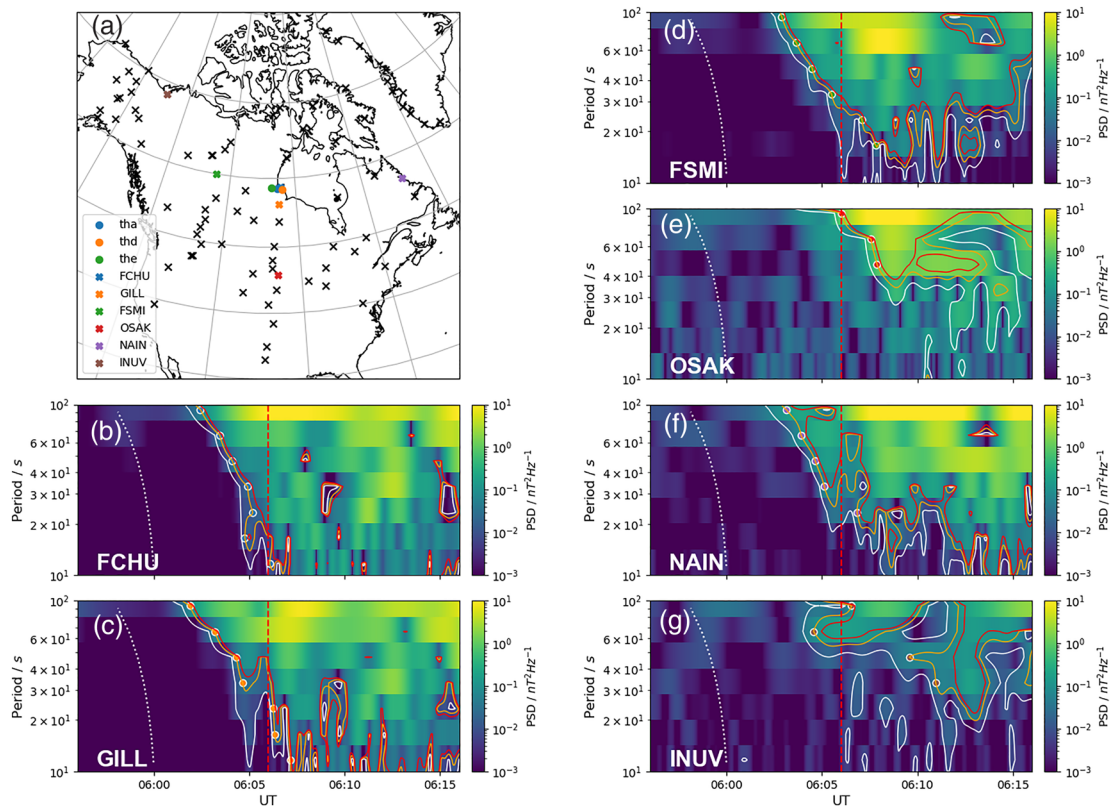 (a)
tha
thd
the
FCHU
GILL
FSMI
OSAK
NAIN
INUV
(b)
Period / s
10²
6 × 10¹
4 × 10¹
3 × 10¹
2 × 10¹
10¹
FCHU
10¹
10⁰
10⁻¹
10⁻²
10⁻³
PSD / nT²Hz⁻¹
(c)
Period / s
10²
6 × 10¹
4 × 10¹
3 × 10¹
2 × 10¹
10¹
GILL
10¹
10⁰
10⁻¹
10⁻²
10⁻³
PSD / nT²Hz⁻¹
06:00 06:05 06:10 06:15
UT
(d)
Period / s
10²
6 × 10¹
4 × 10¹
3 × 10¹
2 × 10¹
10¹
FSMI
10¹
10⁰
10⁻¹
10⁻²
10⁻³
PSD / nT²Hz⁻¹
(e)
Period / s
10²
6 × 10¹
4 × 10¹
3 × 10¹
2 × 10¹
10¹
OSAK
10¹
10⁰
10⁻¹
10⁻²
10⁻³
PSD / nT²Hz⁻¹
(f)
Period / s
10²
6 × 10¹
4 × 10¹
3 × 10¹
2 × 10¹
10¹
NAIN
10¹
10⁰
10⁻¹
10⁻²
10⁻³
PSD / nT²Hz⁻¹
(g)
Period / s
10²
6 × 10¹
4 × 10¹
3 × 10¹
2 × 10¹
10¹
INUV
10¹
10⁰
10⁻¹
10⁻²
10⁻³
PSD / nT²Hz⁻¹
06:00 06:05 06:10 06:15
UT